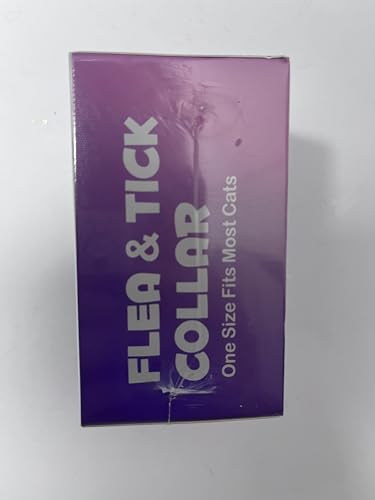 FLEA & TICK
COLLAR
One Size Fits Most Cats